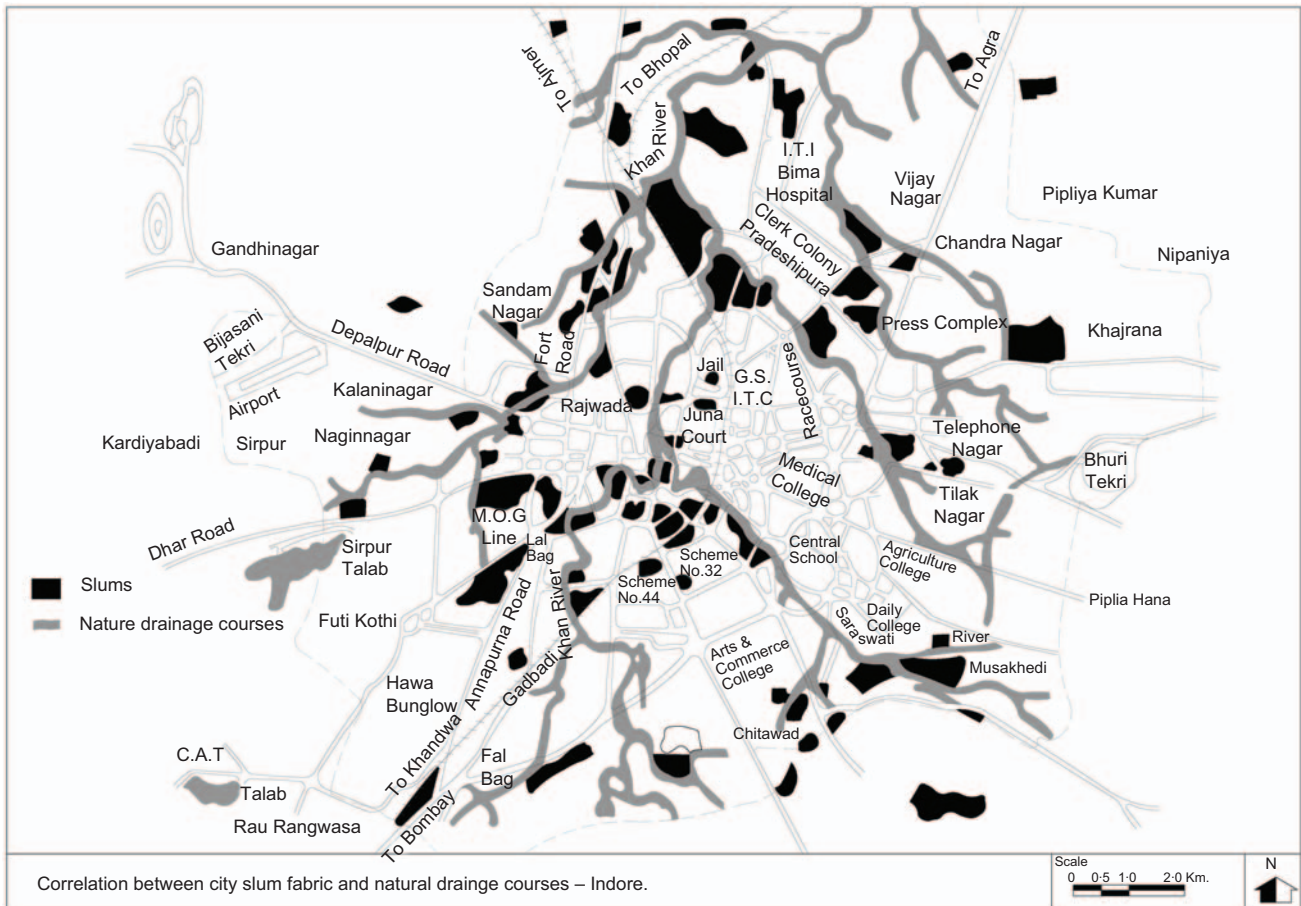 To Ajmer
To Bhopal
To Agra
Khan River
I.T.I
Bima
Hospital
Vijay
Nagar
Pipliya Kumar
Clerk Colony
Pradeshipura
Chandra Nagar
Nipaniya
Gandhinagar
Sandam
Nagar
Bijasani
Tekri
Depalpur Road
Fort
Road
Press Complex
Khajrana
Airport
Kalaninagar
Jail
G.S.
I.T.C
Racecourse
Rajwada
Juna
Court
Kardiyabadi
Sirpur
Naginnagar
Telephone
Nagar
Medical
College
Bhuri
Tekri
Tilak
Nagar
Dhar Road
M.O.G
Line
Lal
Bag
Sirpur
Talab
Central
School
Agriculture
College
Scheme
No.32
Scheme
No.44
Slums
Nature drainage courses
Futi Kothi
Annapurna Road
Khan River
Piplia Hana
Daily
College
Saraswati
River
Arts &
Commerce
College
Musakhedi
Hawa
Bunglow
Gadbadi
Chitawad
C.A.T
To Khandwa
Fal
Bag
Talab
Rau Rangwasa
To Bombay
Correlation between city slum fabric and natural drainge courses – Indore.
Scale
0 0·5 1·0 2·0 Km.
N